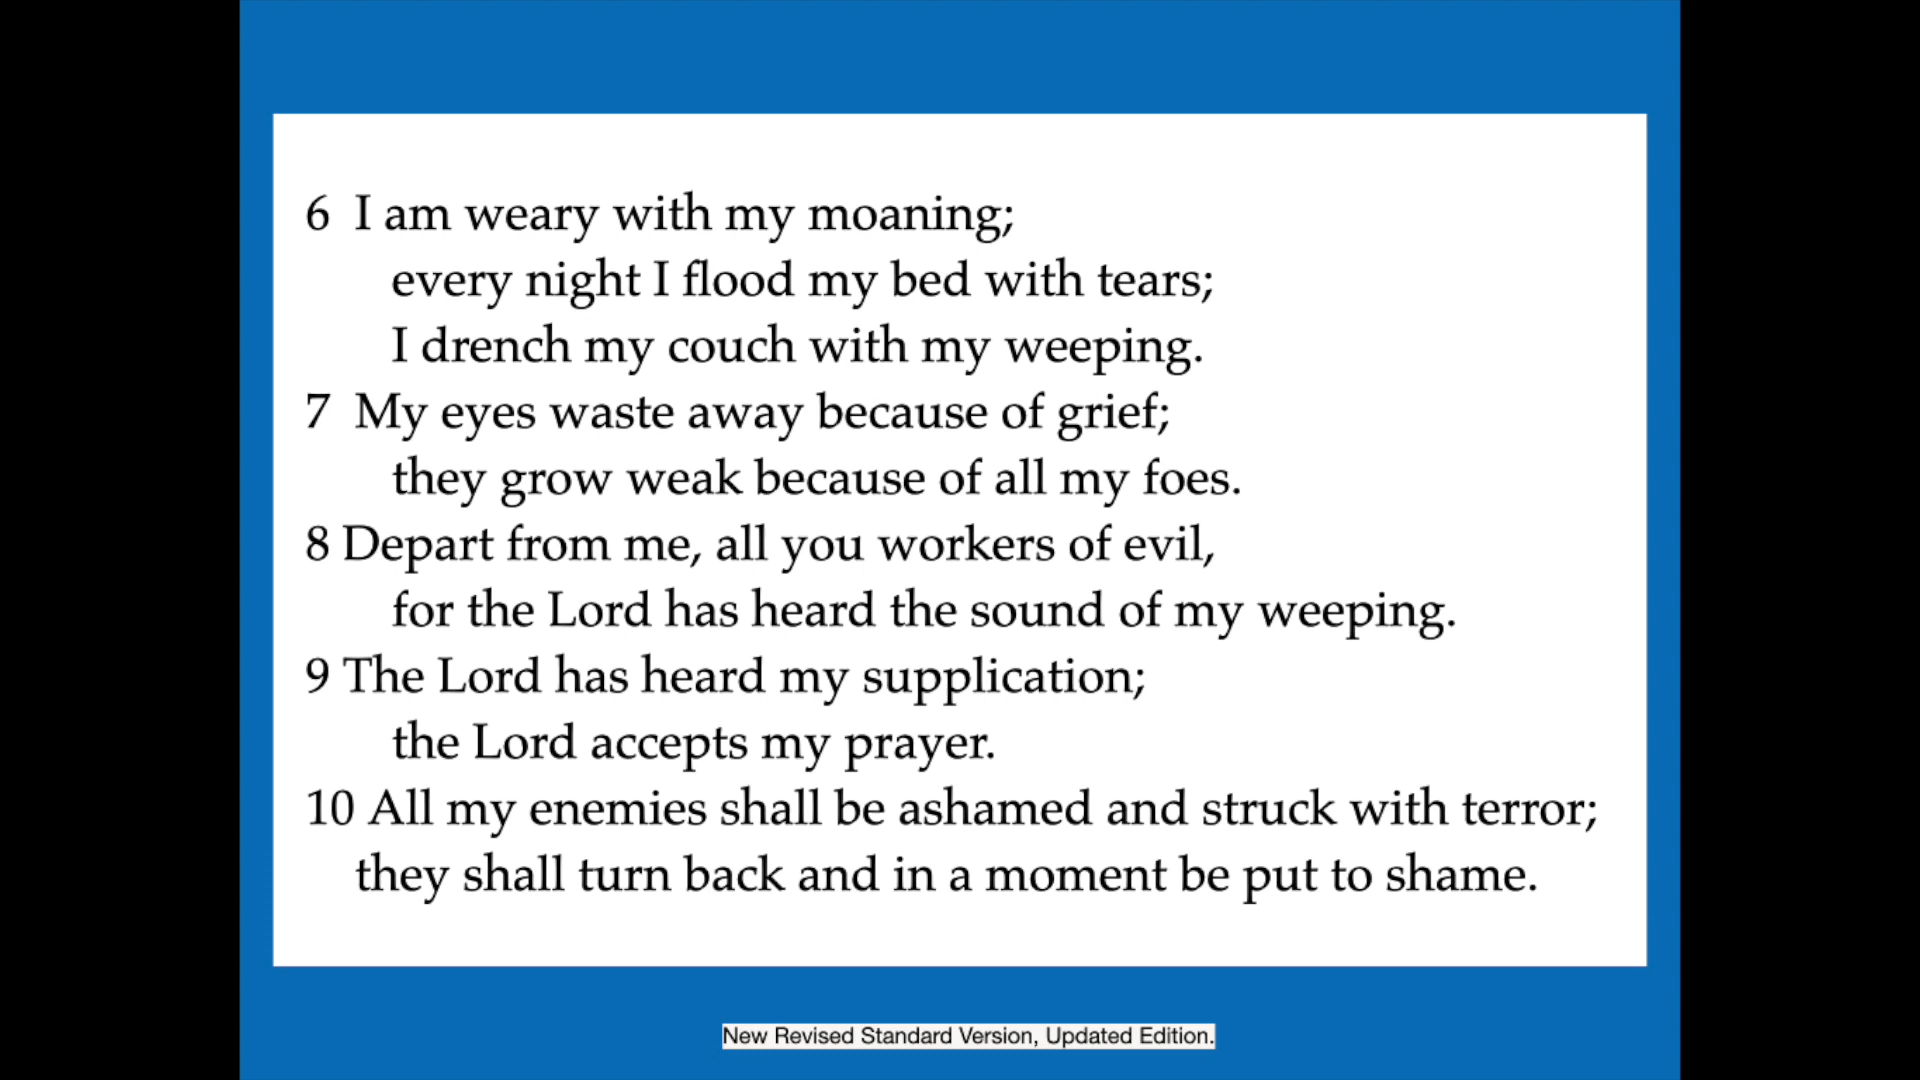 6 I am weary with my moaning;
every night I flood my bed with tears;
I drench my couch with my weeping.
7 My eyes waste away because of grief;
they grow weak because of all my foes.
8 Depart from me, all you workers of evil,
for the Lord has heard the sound of my weeping.
9 The Lord has heard my supplication;
the Lord accepts my prayer.
10 All my enemies shall be ashamed and struck with terror;
they shall turn back and in a moment be put to shame.
New Revised Standard Version, Updated Edition.